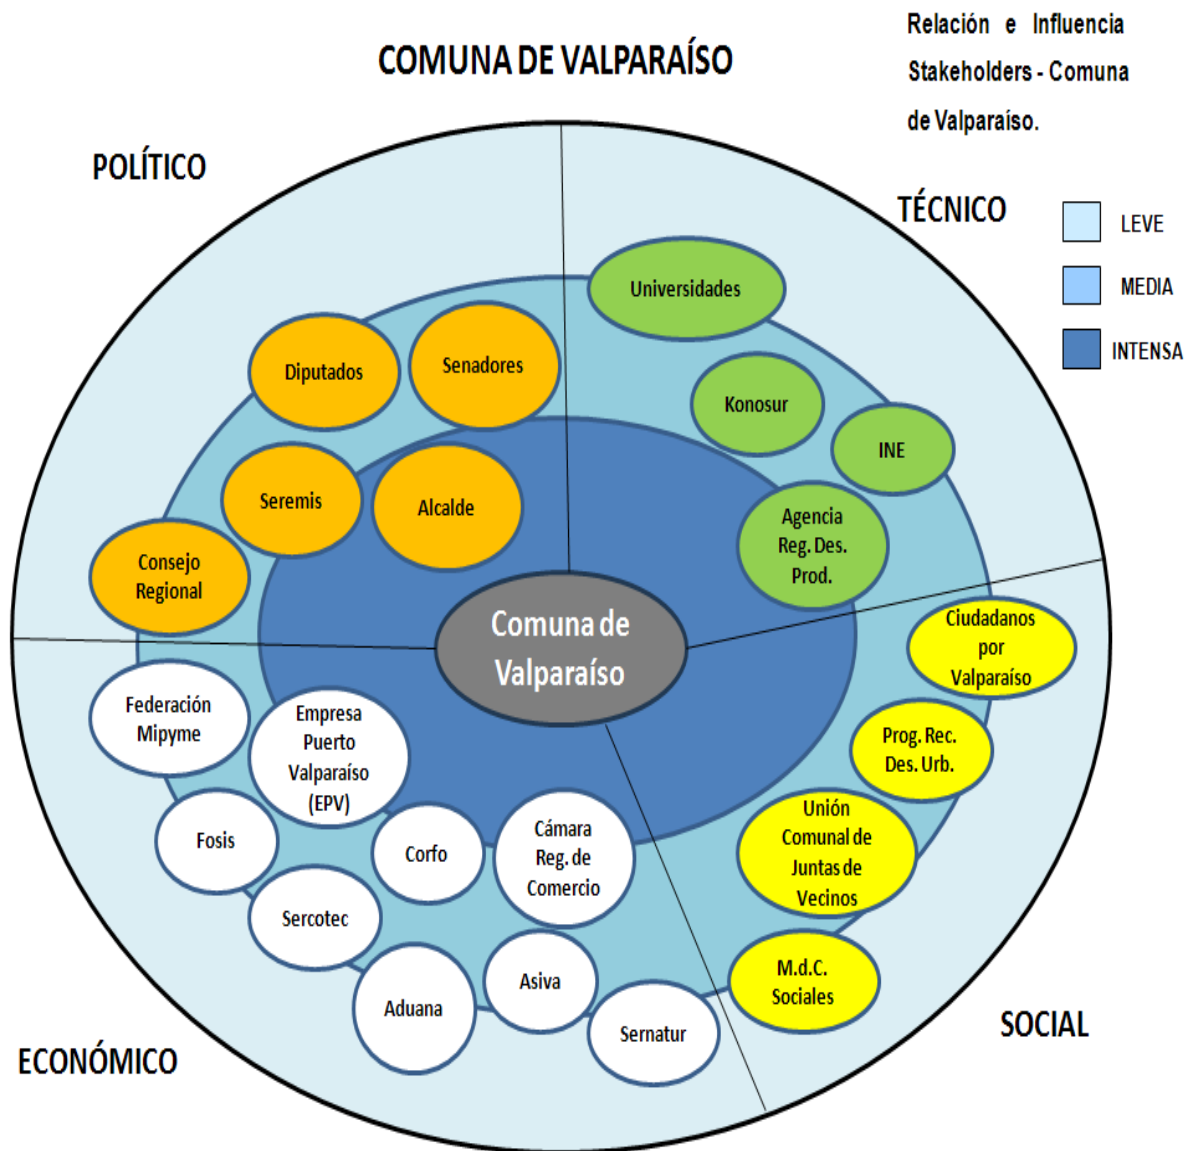 Relación e Influencia
Stakeholders - Comuna
de Valparaíso.
COMUNA DE VALPARAÍSO
POLÍTICO
TÉCNICO
LEVE
MEDIA
INTENSA
Universidades
Diputados
Senadores
Konosur
INE
Seremis
Alcalde
Agencia
Reg. Des.
Prod.
Consejo
Regional
Comuna de
Valparaíso
Ciudadanos
por
Valparaíso
Federación
Mipyme
Empresa
Puerto
Valparaíso
(EPV)
Prog. Rec.
Des. Urb.
Fosis
Corfo
Cámara
Reg. de
Comercio
Unión
Comunal de
Juntas de
Vecinos
Sercotec
Aduana
Asiva
M.d.C.
Sociales
Sernatur
ECONÓMICO
SOCIAL